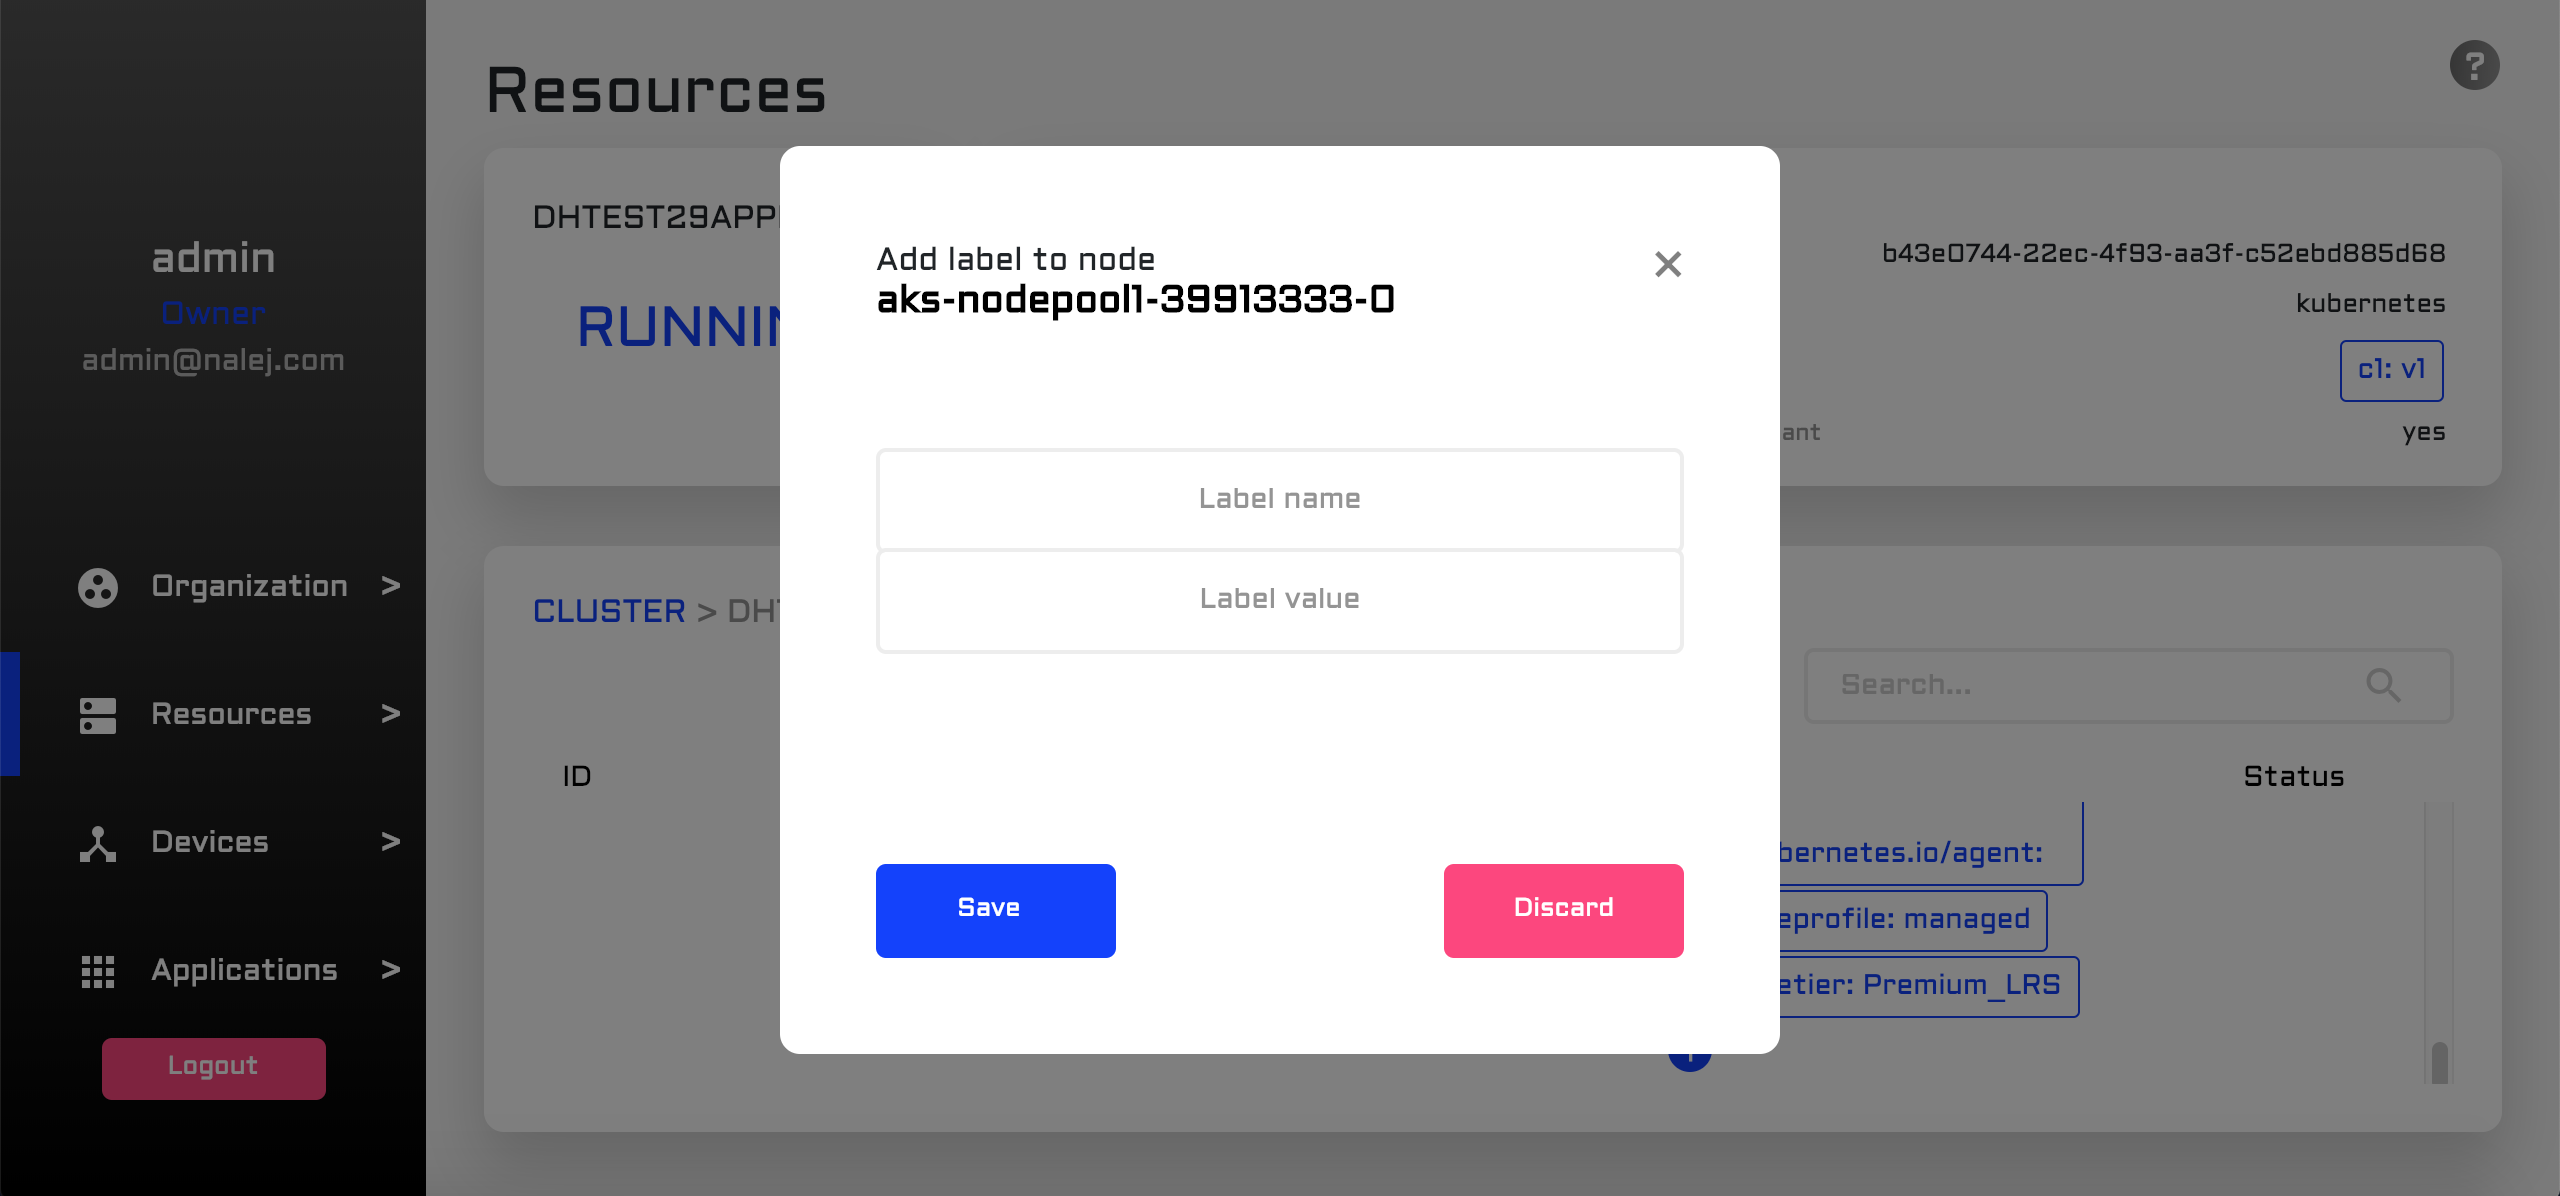 admin
Owner
admin@nalej.com
Organization >
Resources >
Devices >
Applications >
Logout
Resources
?
DHTEST29APP
RUNNIN
b43e0744-22ec-4f93-aa3f-c52ebd885d68
kubernetes
c1: v1
ant
yes
Add label to node
aks-nodepool1-39913333-0
Label name
Label value
Save
Discard
CLUSTER > DHT
Search...
ID
Status
bernetes.io/agent:
eprofile: managed
etier: Premium_LRS